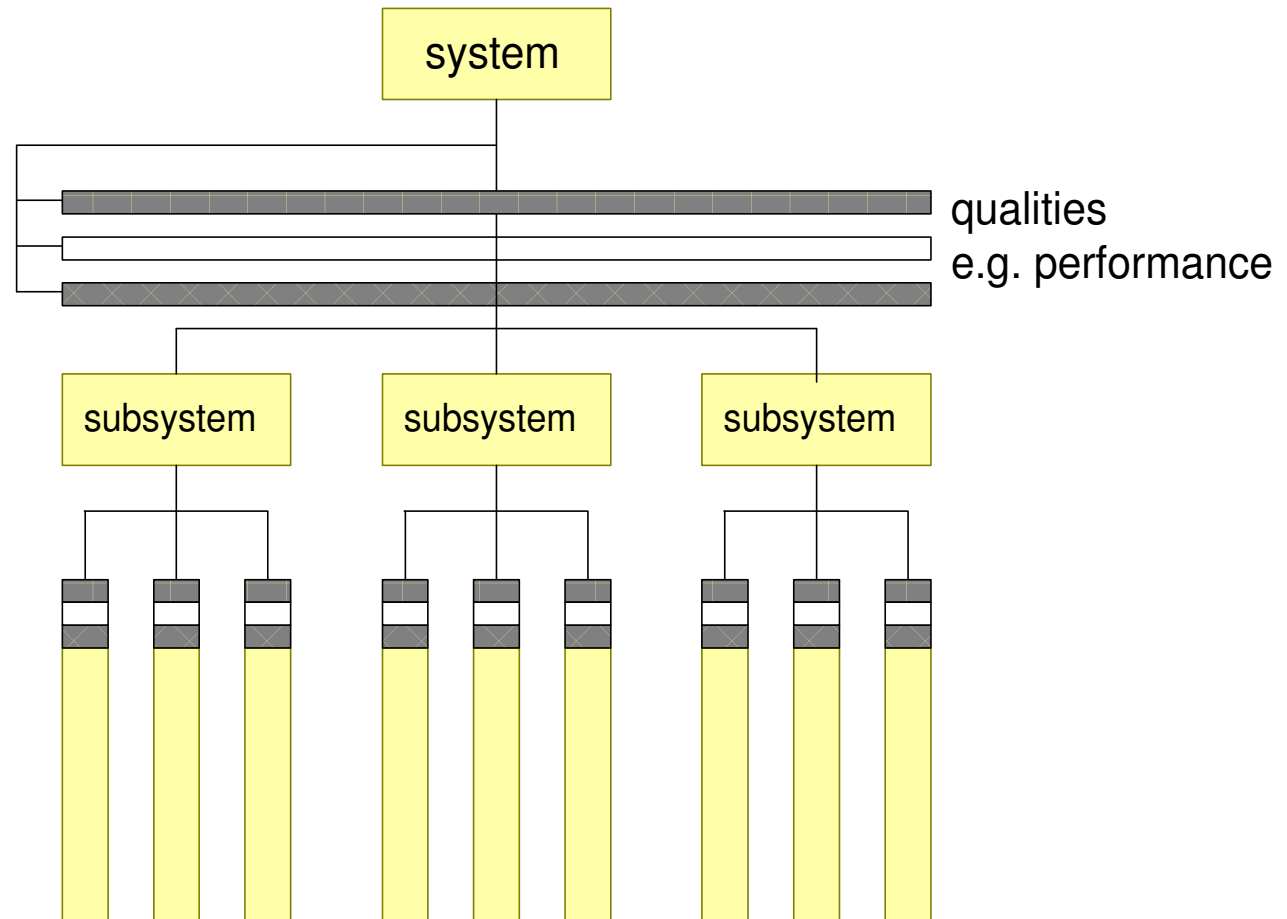 system
qualities
e.g. performance
subsystem
subsystem
subsystem